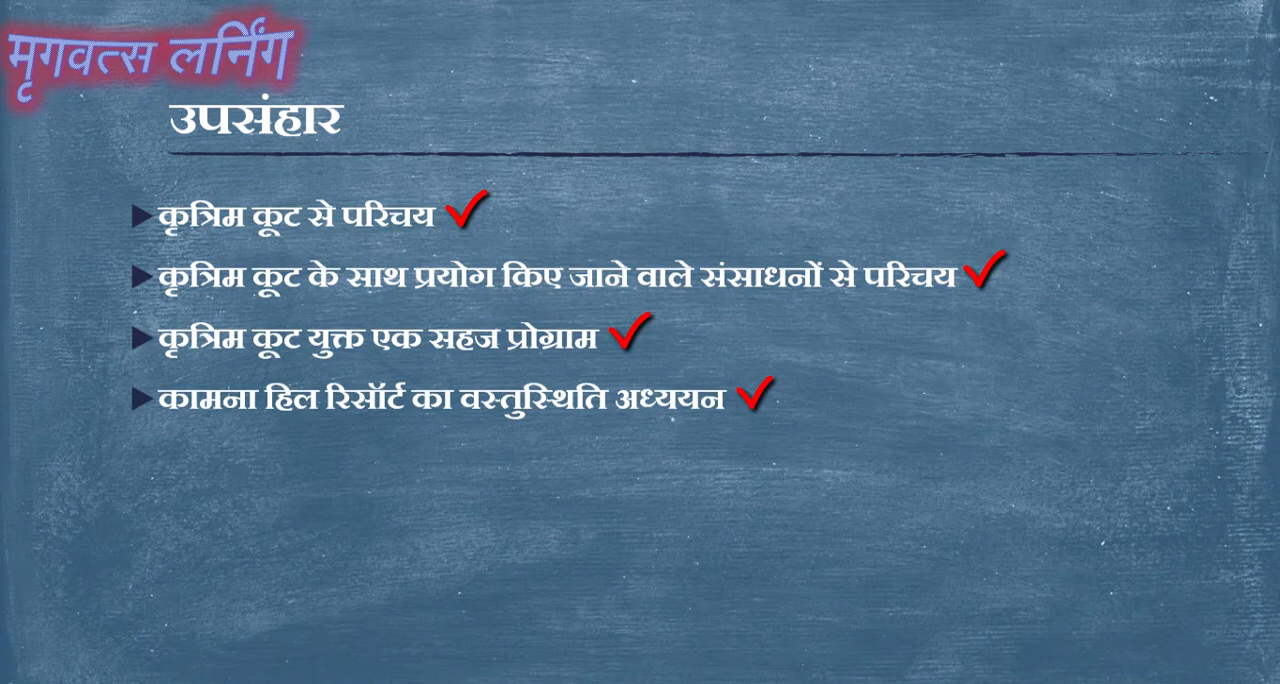 मृगवत्स लर्निंग
उपसंहार
कृत्रिम कूट से परिचय
कृत्रिम कूट के साथ प्रयोग किए जाने वाले संसाधनों से परिचय
कृत्रिम कूट युक्त एक सहज प्रोग्राम
कामना हिल रिसॉर्ट का वस्तुस्थिति अध्ययन